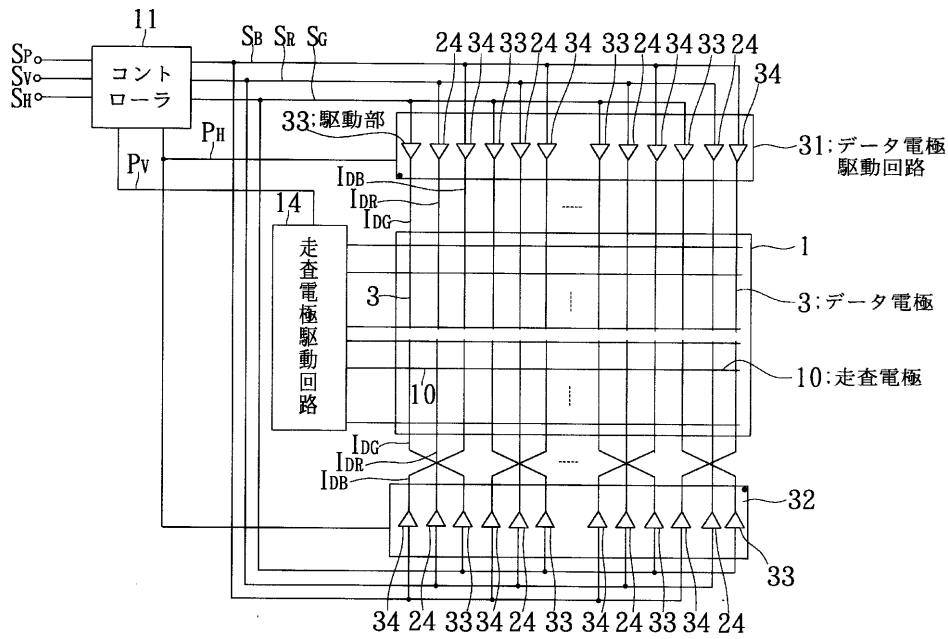 11
SP
SV
SH
コント
ローラ
SB SR SG
24 34 33 24 34 33 24 34 33 24 34
33;駆動部
31;データ電極
駆動回路
PH
PV
IDB
IDR
IDG
14
走査電極駆動回路
1
3
3;データ電極
10
10;走査電極
IDG
IDR
IDB
32
33
34 24 33 34 24 33 34 24 33 34 24